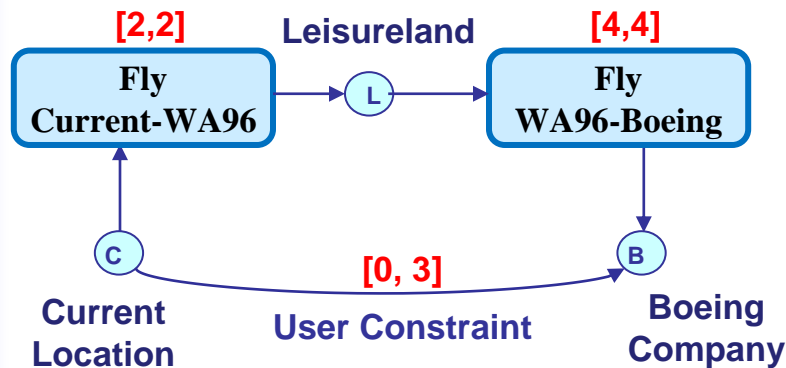 [2,2]
Leisureland
[4,4]
Fly
Current-WA96
L
Fly
WA96-Boeing
C
[0, 3]
B
Current
Location
User Constraint
Boeing
Company